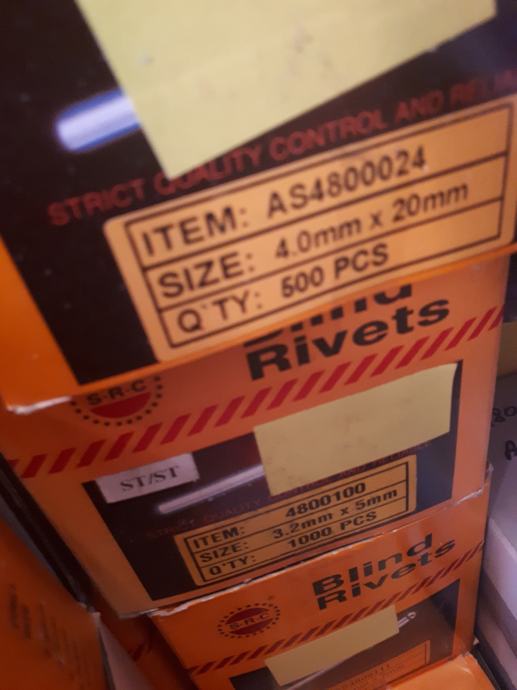 STRICT QUALITY CONTROL AND
ITEM: AS4800024
SIZE: 4.0mm x 20mm
Q'TY: 500 PCS
Blind
Rivets
S·R·C
ST/ST
ITEM: 4800100
SIZE: 3.2mm x 5mm
Q'TY: 1000 PCS
Blind
Rivets
S·R·C